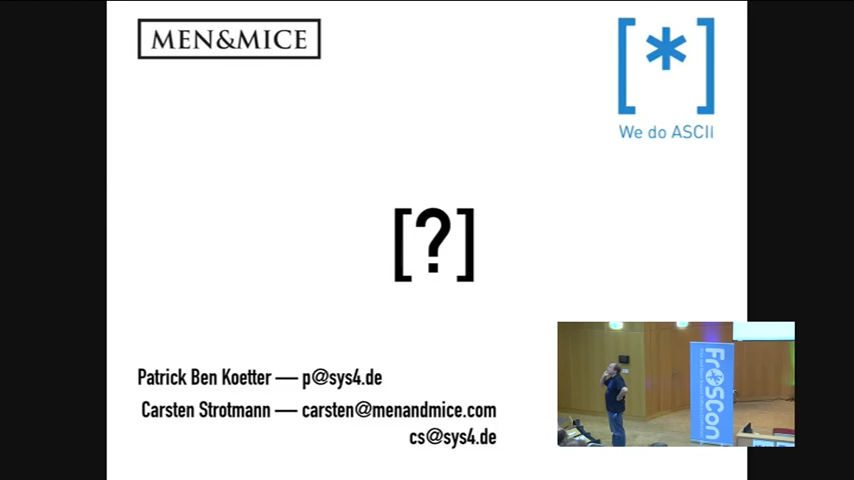 MEN&MICE
[*]
We do ASCII
[?]
Patrick Ben Koetter — p@sys4.de
Carsten Strotmann — carsten@menandmice.com
cs@sys4.de
FrOSCon